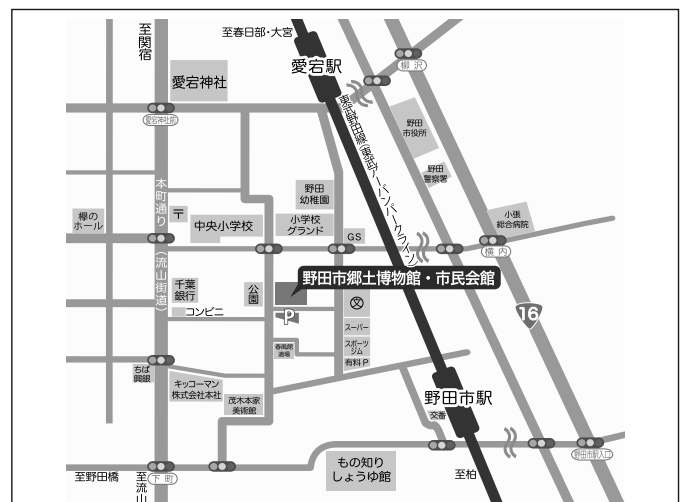 至関宿
至春日部・大宮
愛宕駅
愛宕神社
柳沢
愛宕神社前
東武野田線(東武アーバンパークライン)
野田
市役所
野田
警察署
本町通り(流山街道)
欅の
ホール
〒
中央小学校
野田
幼稚園
小学校
グランド
GS
小張
総合病院
横内
野田市郷土博物館・市民会館
千葉
銀行
公園
コンビニ
P
文
16
スーパー
春風館
道場
スポーツ
ジム
有料P
ちば
興銀
キッコーマン
株式会社本社
茂木本家
美術館
野田市駅
交番
野田市駅入口
もの知り
しょうゆ館
至野田橋
至流山
下町
至柏